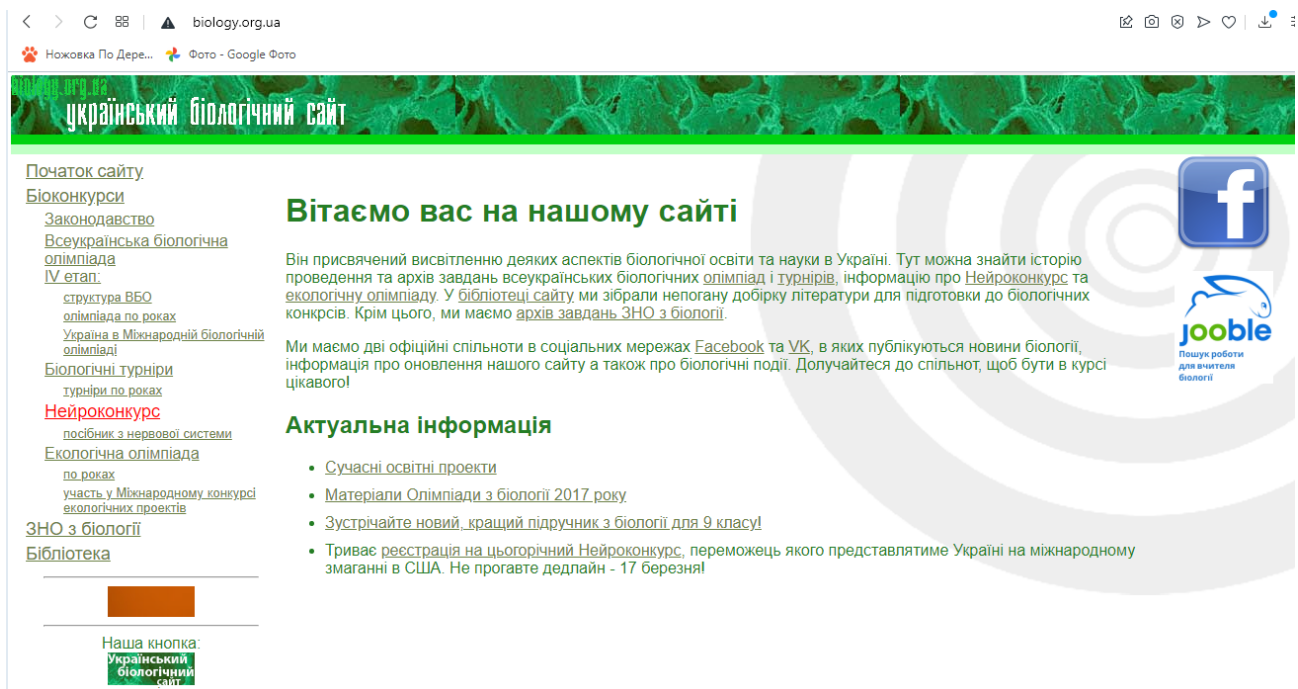 biology.org.ua
Ножовка По Дере...
Фото - Google Фото
biology.org.ua
український біологічний сайт
Початок сайту
Біоконкурси
Законодавство
Всеукраїнська біологічна
олімпіада
IV етап:
структура ВБО
олімпіада по роках
Україна в Міжнародній біологічній
олімпіаді
Біологічні турніри
турніри по роках
Нейроконкурс
посібник з нервової системи
Екологічна олімпіада
по роках
участь у Міжнародному конкурсі
екологічних проектів
ЗНО з біології
Бібліотека
Наша кнопка:
Український
біологічний
сайт
Вітаємо вас на нашому сайті
Він присвячений висвітленню деяких аспектів біологічної освіти та науки в Україні. Тут можна знайти історію
проведення та архів завдань всеукраїнських біологічних олімпіад і турнірів, інформацію про Нейроконкурс та
екологічну олімпіаду. У бібліотеці сайту ми зібрали непогану добірку літератури для підготовки до біологічних
конкрсів. Крім цього, ми маємо архів завдань ЗНО з біології.
Ми маємо дві офіційні спільноти в соціальних мережах Facebook та VK, в яких публікуються новини біології,
інформація про оновлення нашого сайту а також про біологічні події. Долучайтеся до спільнот, щоб бути в курсі
цікавого!
Актуальна інформація
Сучасні освітні проекти
Матеріали Олімпіади з біології 2017 року
Зустрічайте новий, кращий підручник з біології для 9 класу!
Триває реєстрація на цьогорічний Нейроконкурс, переможець якого представлятиме Україні на міжнародному
змаганні в США. Не прогавте дедлайн - 17 березня!
f
jooble
Пошук роботи
для вчителя
біології